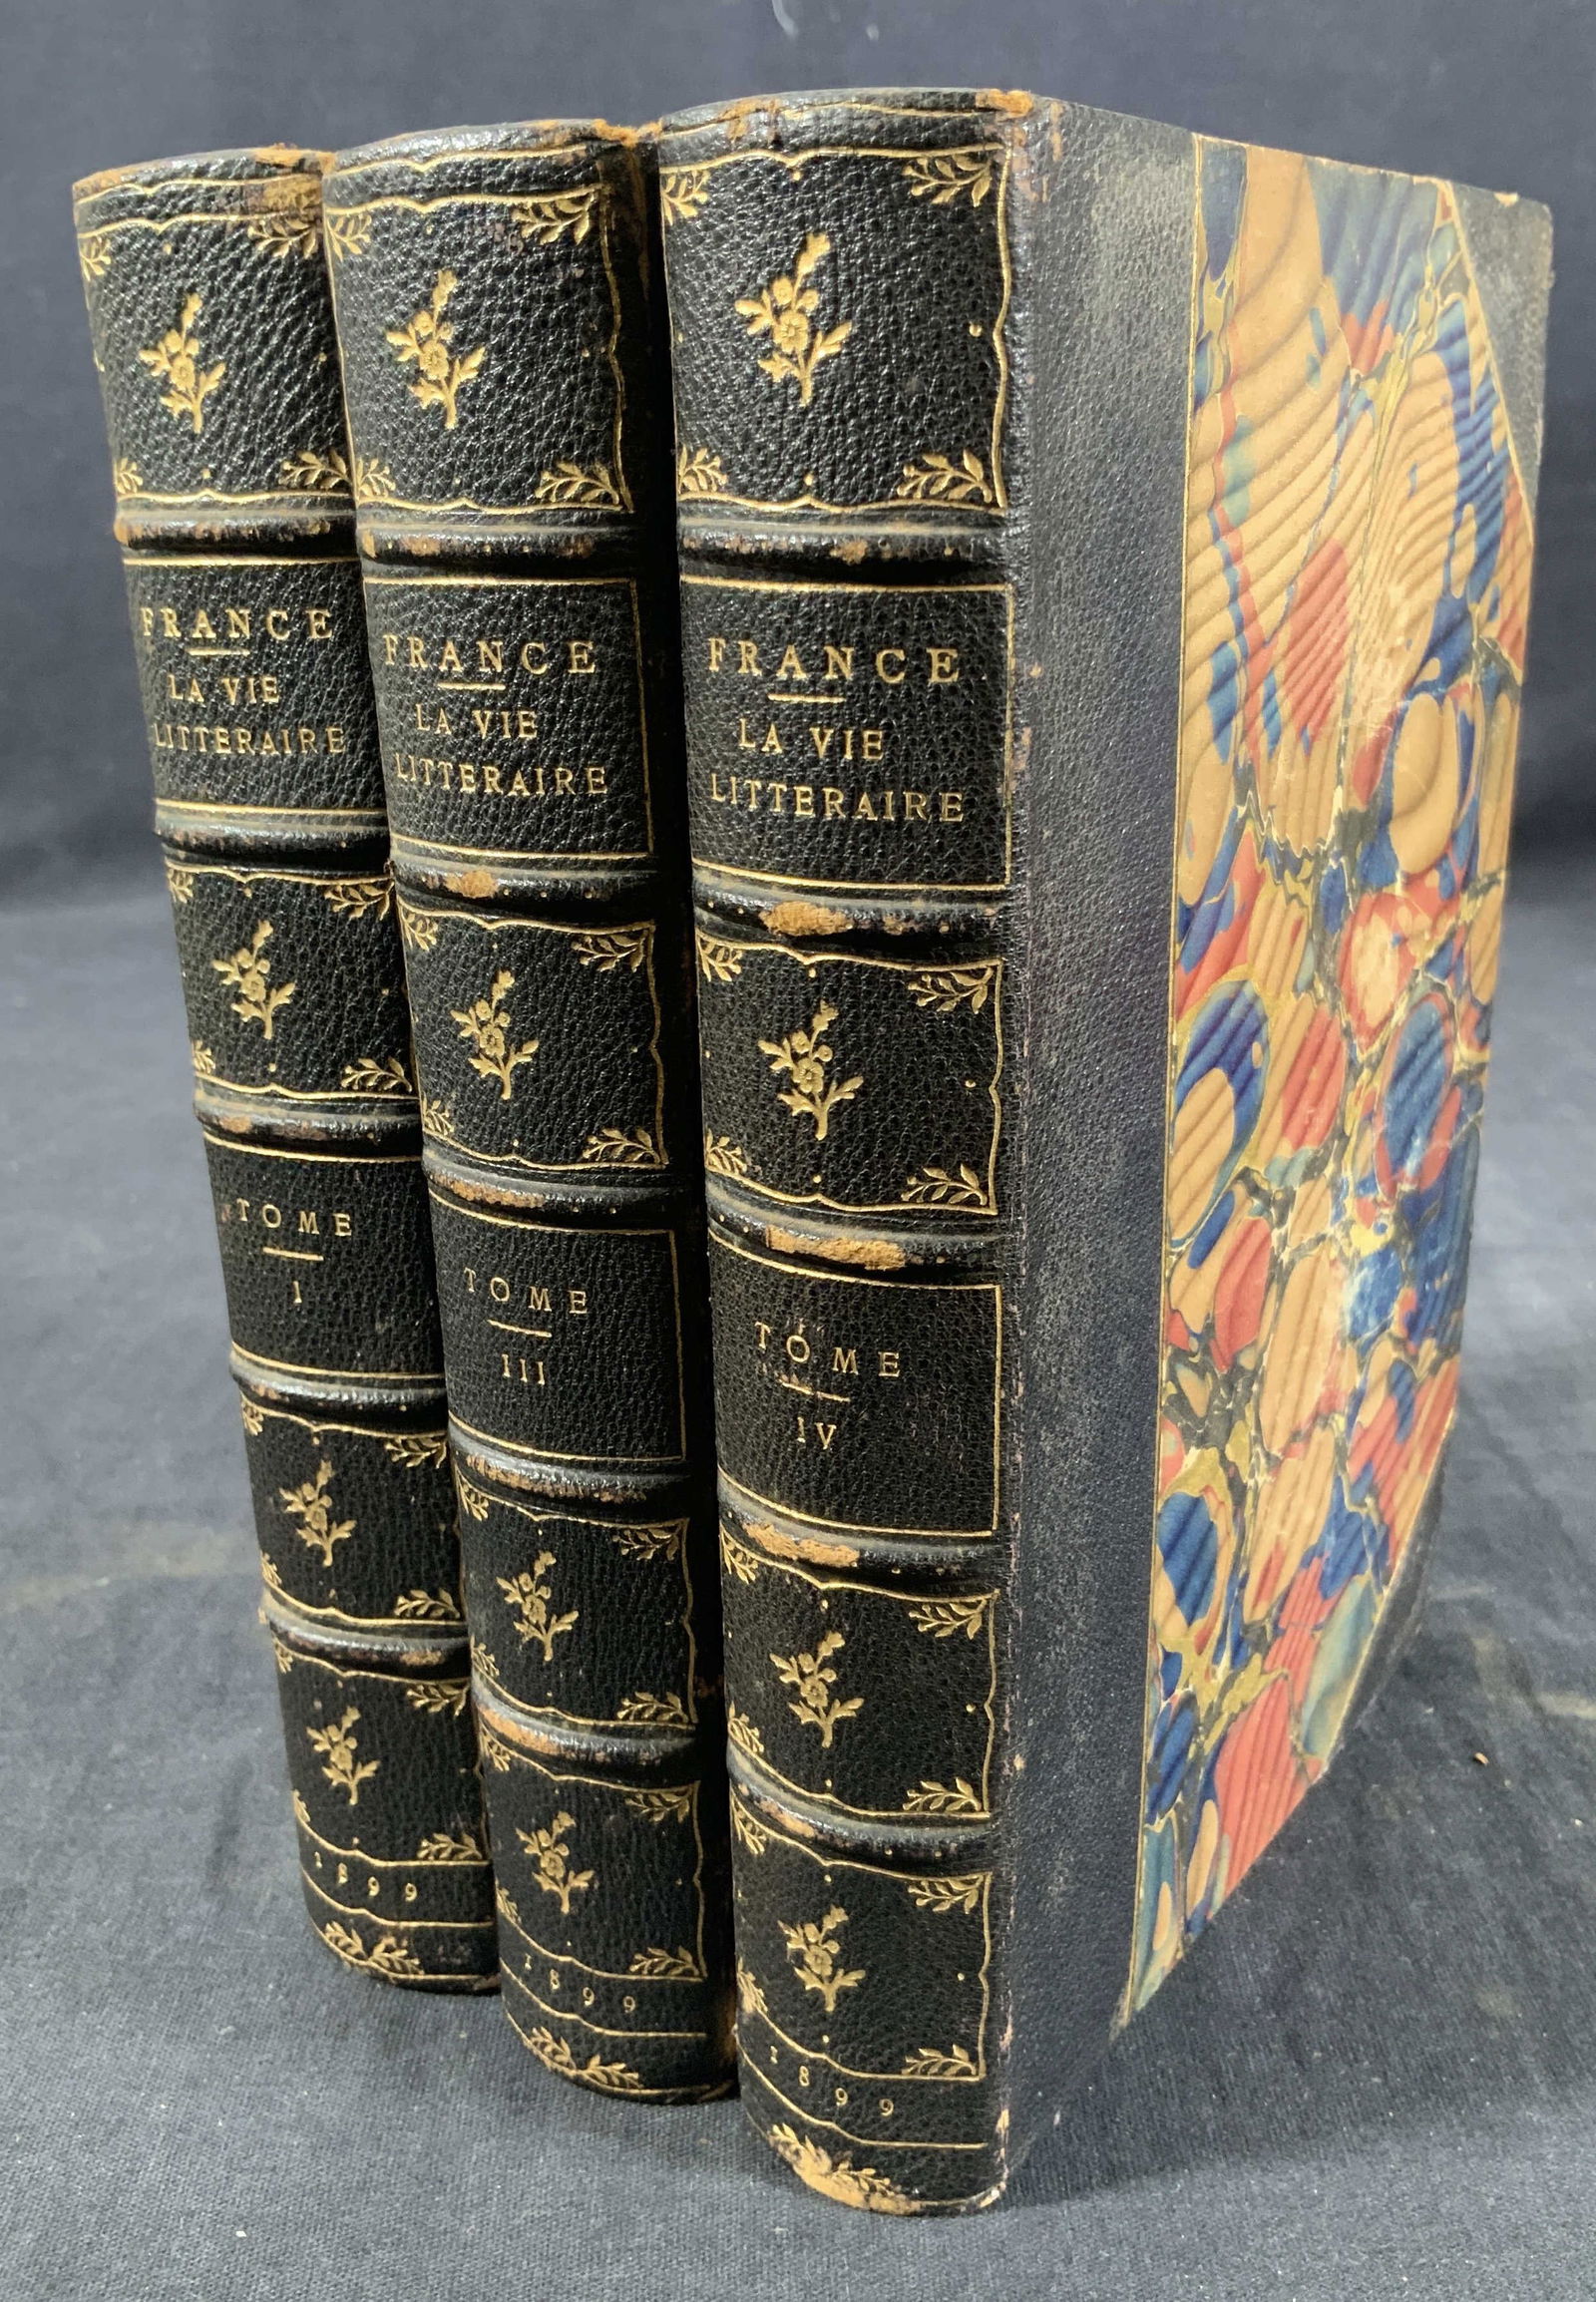 FRANCE
LA VIE
LITTERAIRE
TOME
I
1899
FRANCE
LA VIE
LITTERAIRE
TOME
III
1899
FRANCE
LA VIE
LITTERAIRE
TOME
IV
1899